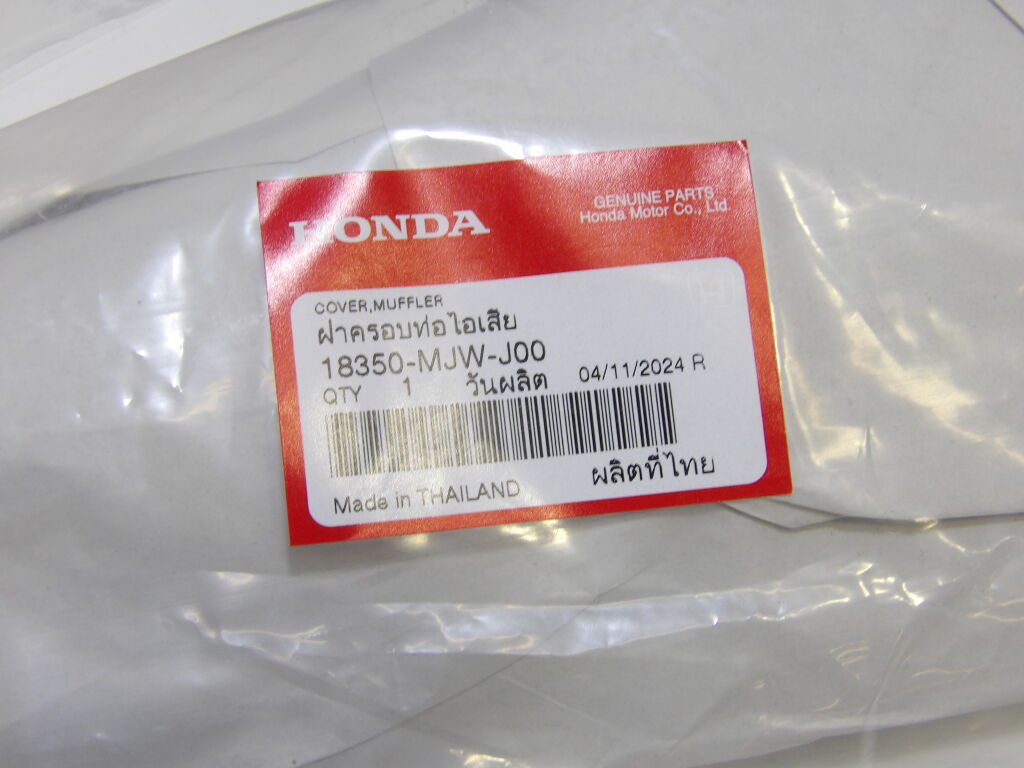 HONDA
GENUINE PARTS
Honda Motor Co., Ltd.
COVER,MUFFLER
ฝาครอบท่อไอเสีย
18350-MJW-J00
QTY 1 วันผลิต 04/11/2024 R
ผลิตที่ไทย
Made in THAILAND